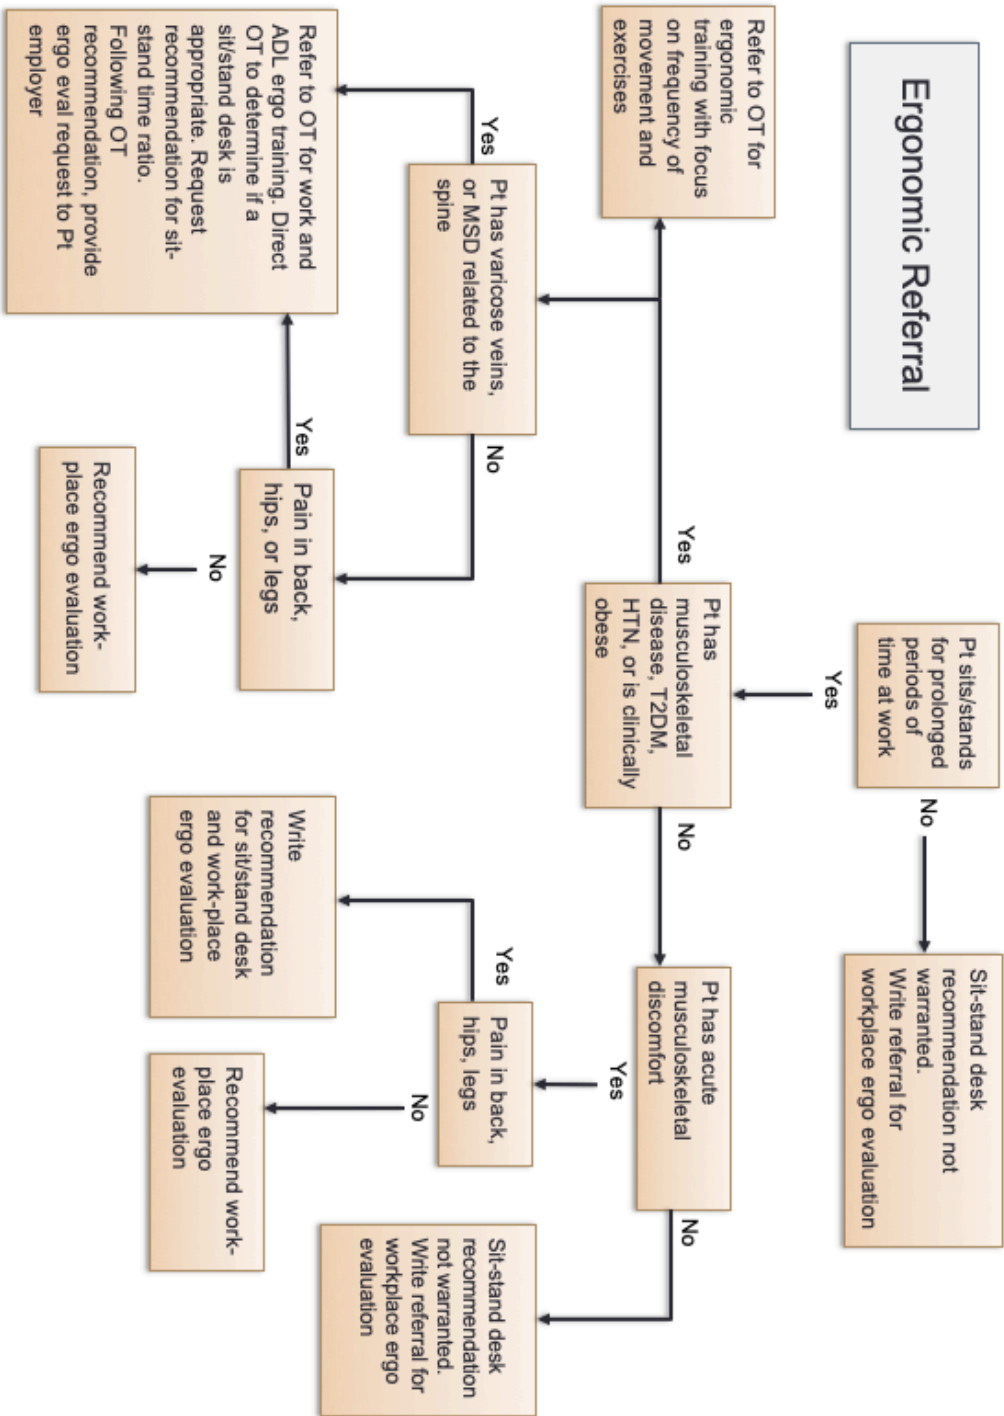 Ergonomic Referral
Pt sits/stands
for prolonged
periods of
time at work
No
Sit-stand desk
recommendation not
warranted.
Write referral for
workplace ergo evaluation
Yes
Refer to OT for
ergonomic
training with focus
on frequency of
movement and
exercises
Yes
Pt has
musculoskeletal
disease, T2DM,
HTN, or is clinically
obese
No
Pt has acute
musculoskeletal
discomfort
No
Sit-stand desk
recommendation
not warranted.
Write referral for
workplace ergo
evaluation
Yes
Pt has varicose veins,
or MSD related to the
spine
Yes
No
Pain in back,
hips, legs
Yes
No
Refer to OT for work and
ADL ergo training. Direct
OT to determine if a
sit/stand desk is
appropriate. Request
recommendation for sit-
stand time ratio.
Following OT
recommendation, provide
ergo eval request to Pt
employer
Yes
Pain in back,
hips, or legs
No
Recommend work-
place ergo evaluation
Write
recommendation
for sit/stand desk
and work-place
ergo evaluation
Recommend work-
place ergo
evaluation